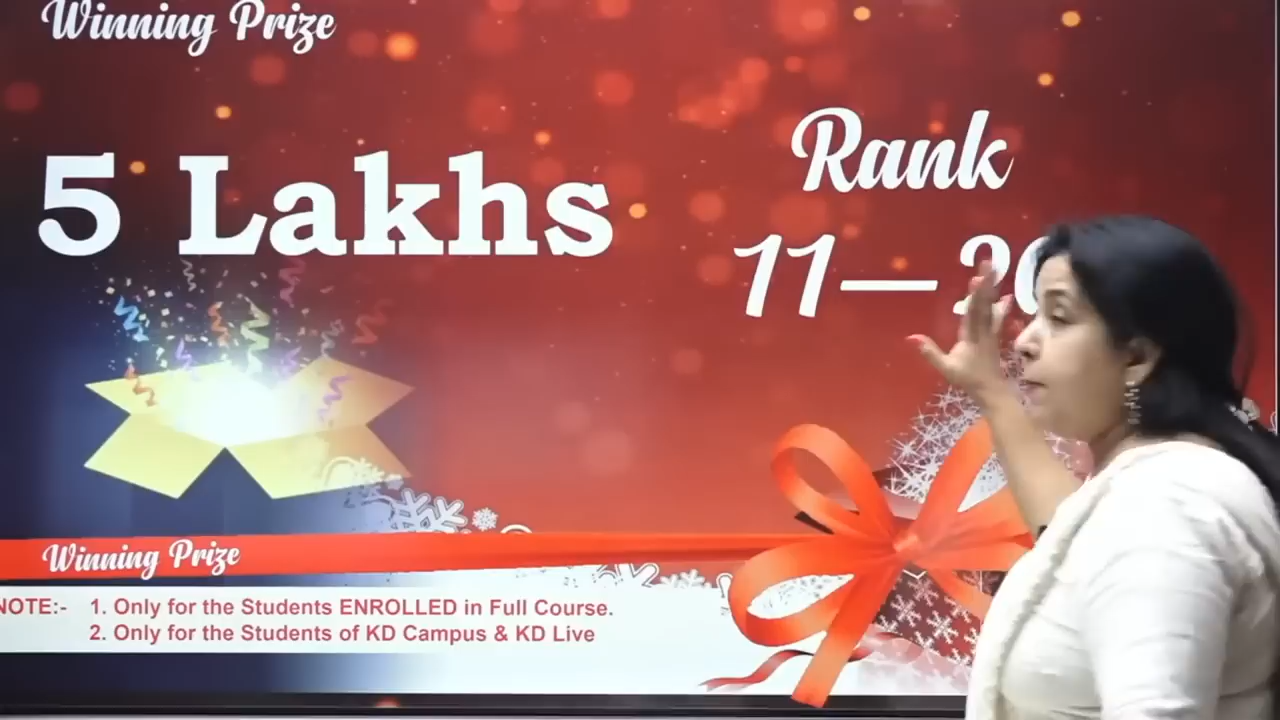 Winning Prize
5 Lakhs
Rank
11— 20
Winning Prize
NOTE:- 1. Only for the Students ENROLLED in Full Course.
2. Only for the Students of KD Campus & KD Live